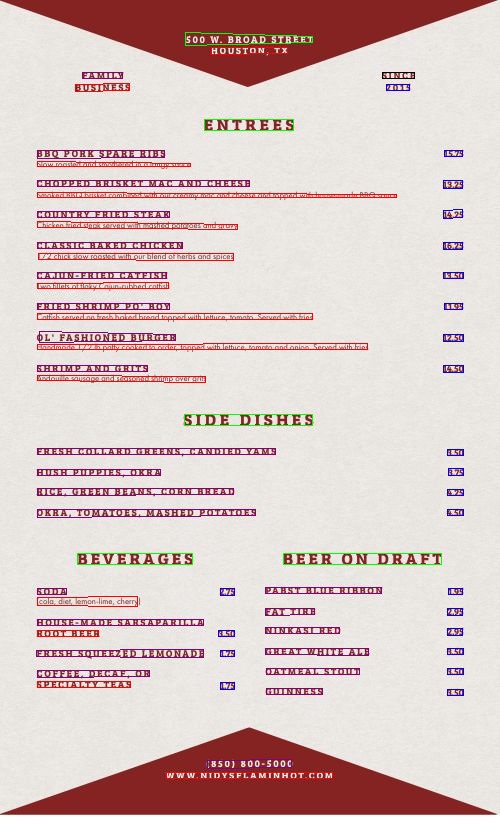 500 W. BROAD STREET
HOUSTON, TX
FAMILY
BUSINESS
SINCE
2015
ENTREES
BBQ PORK SPARE RIBS 15.75
Slow roasted and smothered in a tangy sauce
CHOPPED BRISKET MAC AND CHEESE 13.25
Smoked BBQ brisket combined with our creamy mac and cheese and topped with homemade BBQ sauce
COUNTRY FRIED STEAK 14.25
Chicken fried steak served with mashed potatoes and gravy
CLASSIC BAKED CHICKEN 16.25
1/2 chick slow roasted with our blend of herbs and spices
CAJUN-FRIED CATFISH 13.50
Two fillets of flaky Cajun-rubbed catfish
FRIED SHRIMP PO' BOY 11.95
Catfish served on fresh baked bread topped with lettuce, tomato. Served with fries
OL' FASHIONED BURGER 12.50
Handmade 1/2 lb patty cooked to order, topped with lettuce, tomato and onion. Served with fries
SHRIMP AND GRITS 14.50
Andouille sausage and seasoned shrimp over grits
SIDE DISHES
FRESH COLLARD GREENS, CANDIED YAMS 3.50
HUSH PUPPIES, OKRA 3.75
RICE, GREEN BEANS, CORN BREAD 4.25
OKRA, TOMATOES, MASHED POTATOES 4.50
BEVERAGES
SODA 2.75
(cola, diet, lemon-lime, cherry)
HOUSE-MADE SARSAPARILLA
ROOT BEER 3.50
FRESH SQUEEZED LEMONADE 1.75
COFFEE, DECAF, OR
SPECIALTY TEAS 1.75
BEER ON DRAFT
PABST BLUE RIBBON 1.95
FAT TIRE 2.95
NINKASI RED 2.95
GREAT WHITE ALE 3.50
OATMEAL STOUT 3.50
GUINNESS 3.50
(850) 800-5000
WWW.NIDYSFLAMINHOT.COM